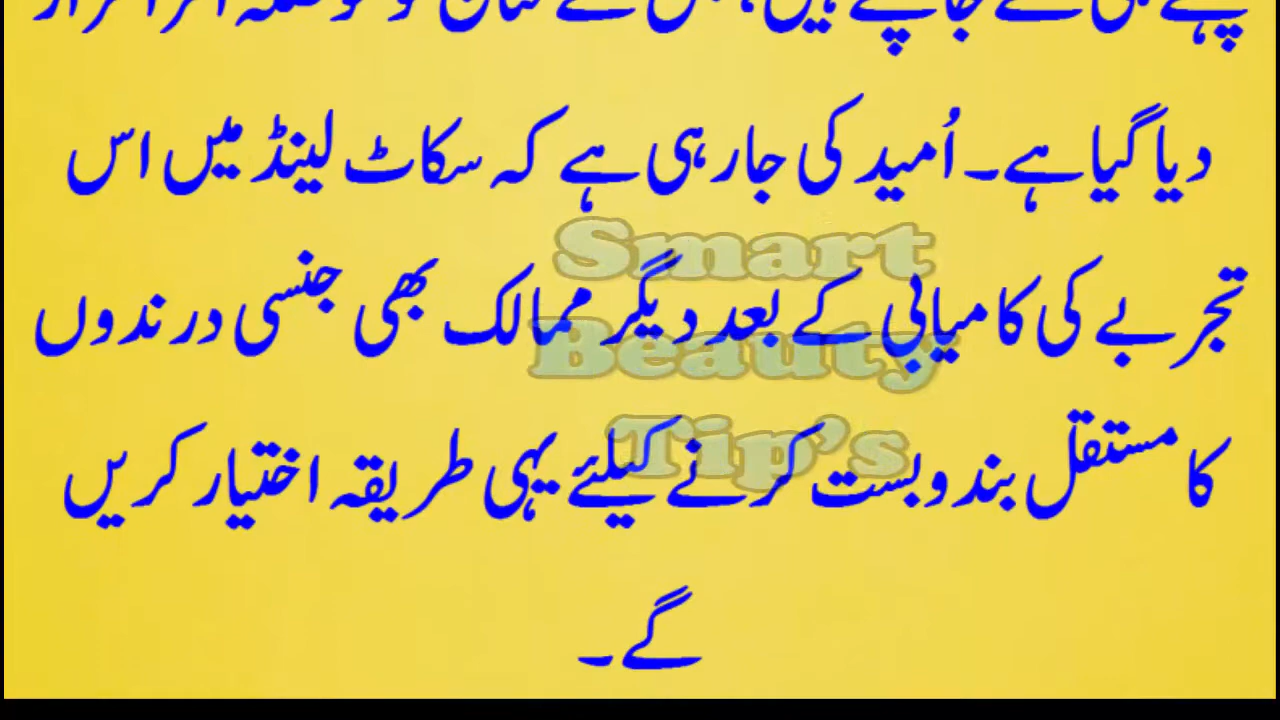 دیا گیا ہے۔ اُمید کی جارہی ہے کہ سکاٹ لینڈ میں اس
تجربے کی کامیابی کے بعد دیگر ممالک بھی جنسی درندوں
کا مستقل بندوبست کرنے کیلئے یہی طریقہ اختیار کریں
گے۔
Smart
Beauty
Tip's